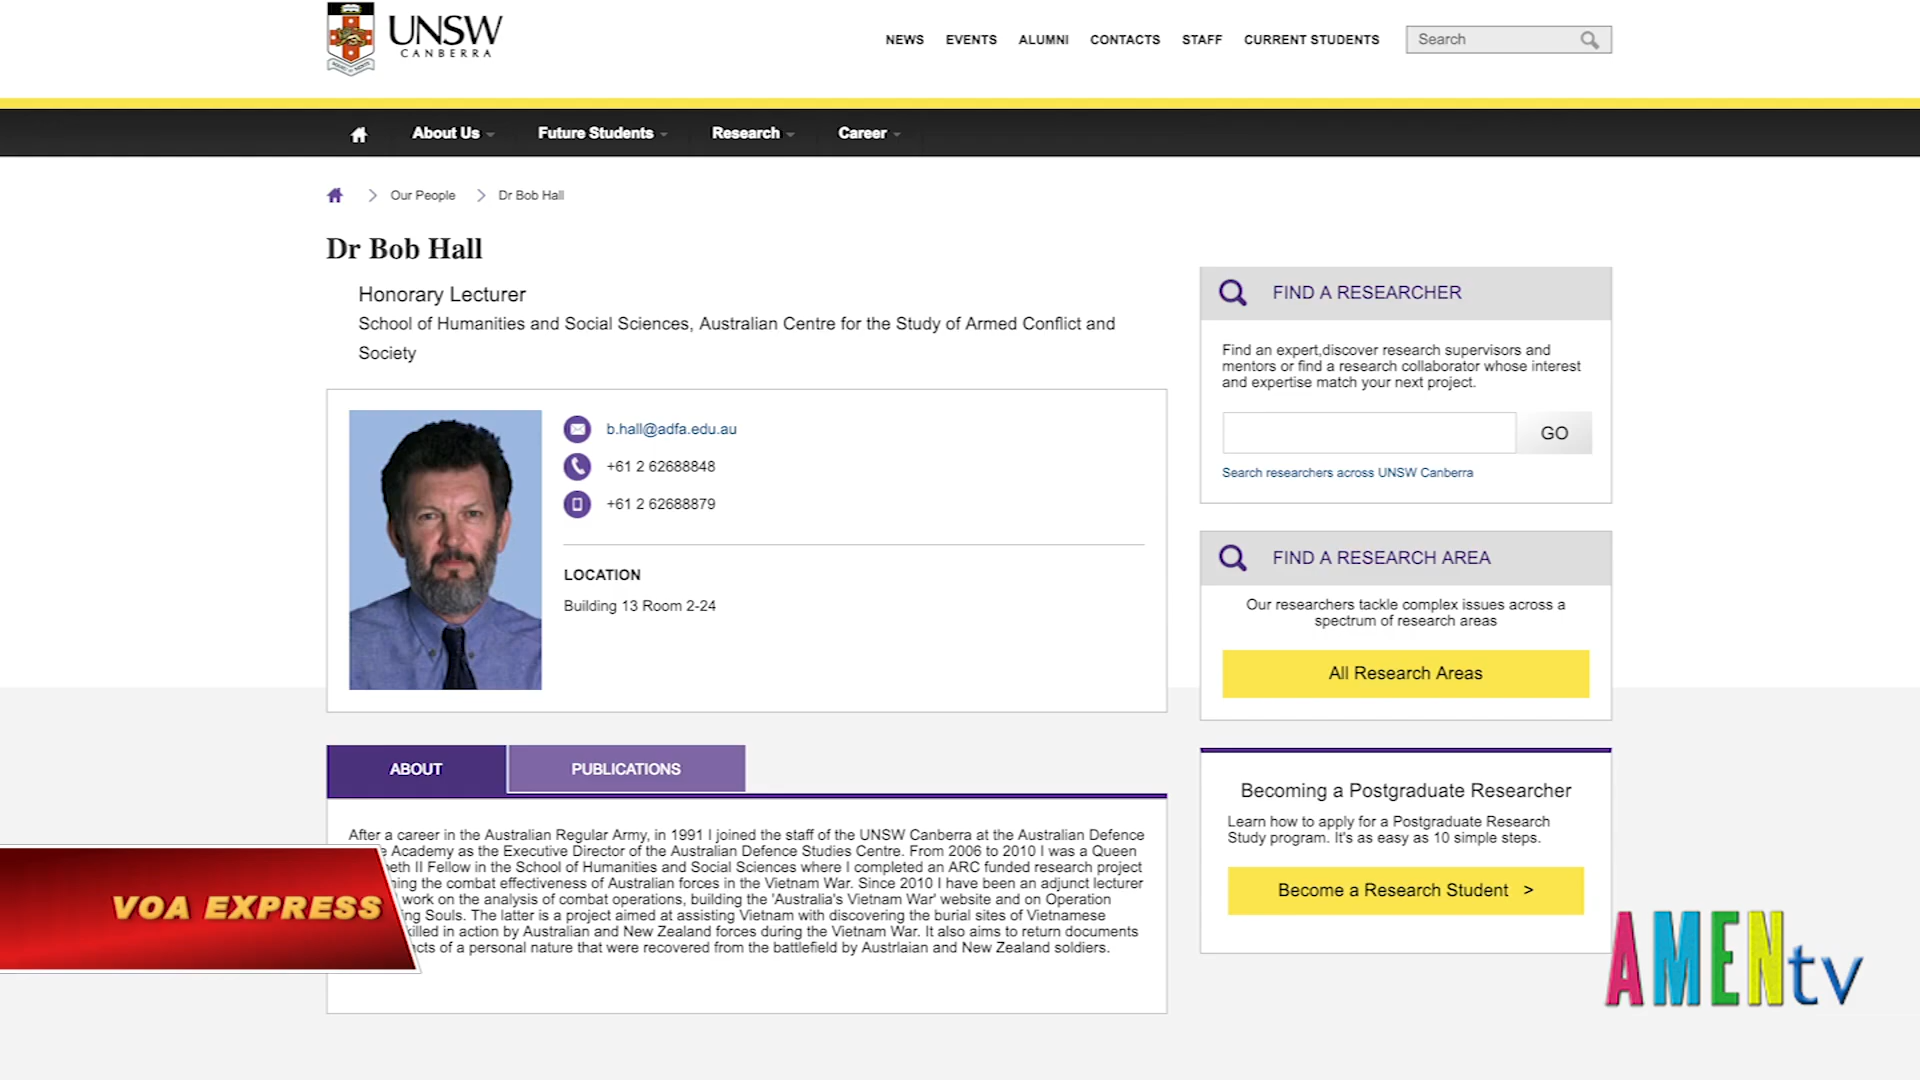 UNSW
CANBERRA
NEWS EVENTS ALUMNI CONTACTS STAFF CURRENT STUDENTS Search
About Us Future Students Research Career
Our People Dr Bob Hall
Dr Bob Hall
Honorary Lecturer
School of Humanities and Social Sciences, Australian Centre for the Study of Armed Conflict and
Society
b.hall@adfa.edu.au
+61 2 62688848
+61 2 62688879
LOCATION
Building 13 Room 2-24
ABOUT PUBLICATIONS
After a career in the Australian Regular Army, in 1991 I joined the staff of the UNSW Canberra at the Australian Defence
Academy as the Executive Director of the Australian Defence Studies Centre. From 2006 to 2010 I was a Queen
II Fellow in the School of Humanities and Social Sciences where I completed an ARC funded research project
the combat effectiveness of Australian forces in the Vietnam War. Since 2010 I have been an adjunct lecturer
work on the analysis of combat operations, building the 'Australia's Vietnam War' website and on Operation
Souls. The latter is a project aimed at assisting Vietnam with discovering the burial sites of Vietnamese
killed in action by Australian and New Zealand forces during the Vietnam War. It also aims to return documents
of a personal nature that were recovered from the battlefield by Austrlaian and New Zealand soldiers.
FIND A RESEARCHER
Find an expert,discover research supervisors and
mentors or find a research collaborator whose interest
and expertise match your next project.
GO
Search researchers across UNSW Canberra
FIND A RESEARCH AREA
Our researchers tackle complex issues across a
spectrum of research areas
All Research Areas
Becoming a Postgraduate Researcher
Learn how to apply for a Postgraduate Research
Study program. It's as easy as 10 simple steps.
Become a Research Student >
VOA EXPRESS
AMENtv